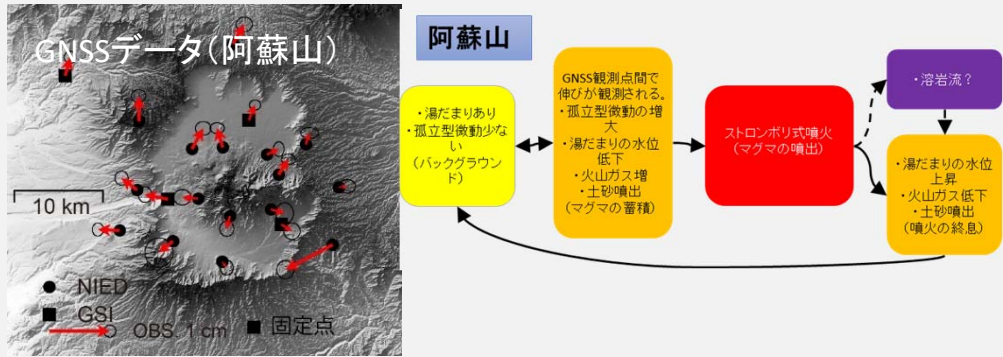 GNSSデータ(阿蘇山)
10 km
NIED
GSI
OBS. 1 cm
固定点
阿蘇山
・湯だまりあり
・孤立型微動少な
い
(バックグラウン
ド)
GNSS観測点間で
伸びが観測される。
・孤立型微動の増
大
・湯だまりの水位
低下
・火山ガス増
・土砂噴出
(マグマの蓄積)
ストロンボリ式噴火
(マグマの噴出)
・溶岩流？
・湯だまりの水位
上昇
・火山ガス低下
・土砂噴出
(噴火の終息)